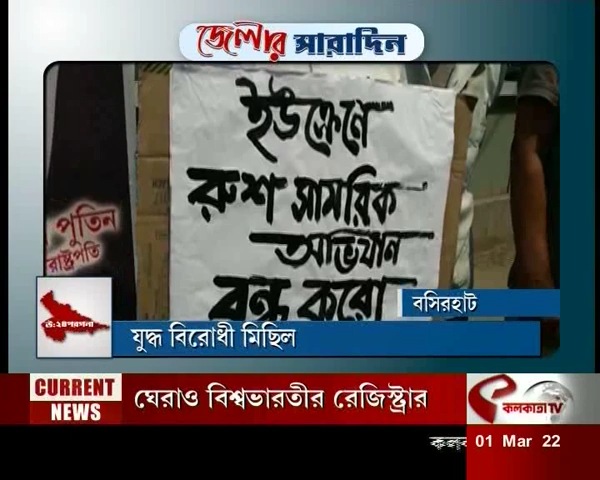 জেলার সারাদিন
ইউক্রেনে
রুশ সামরিক
অভিযান
বন্ধ করো
পুতিন
রাষ্ট্রপতি
বসিরহাট
উঃ ২৪পরগনা
যুদ্ধ বিরোধী মিছিল
CURRENT NEWS
ঘেরাও বিশ্বভারতীর রেজিস্ট্রার
কলকাতা TV
01 Mar 22